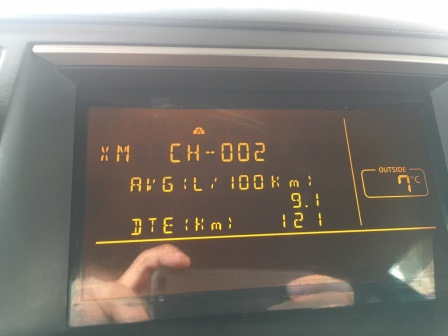 XM CH-002
AVG(L/100Km)
9.1
DTE(Km) 121
OUTSIDE
7°C